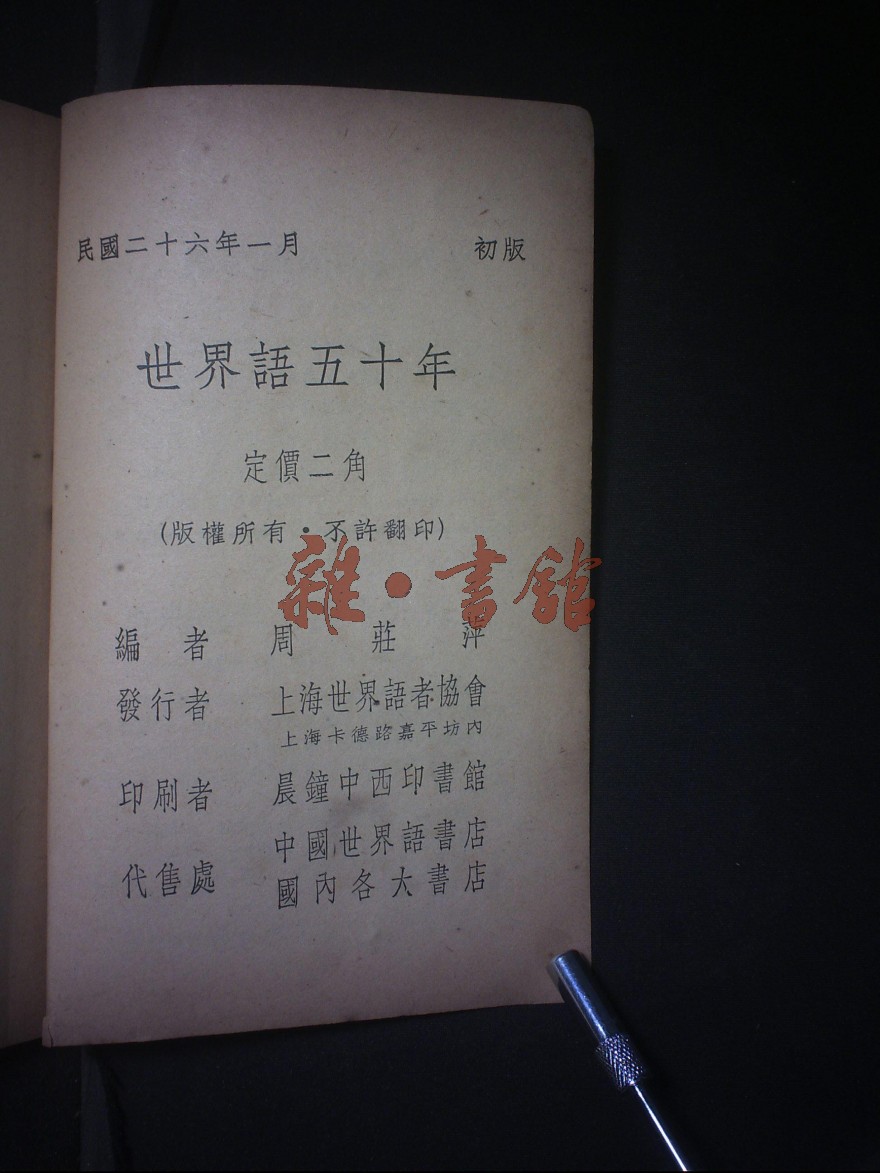 民國二十六年一月 初版
世界語五十年
定價二角
(版權所有·不許翻印)
雜·書館
編者 周莊萍
發行者 上海世界語者協會
上海卡德路嘉平坊內
印刷者 晨鐘中西印書館
中國世界語書店
代售處
國內各大書店